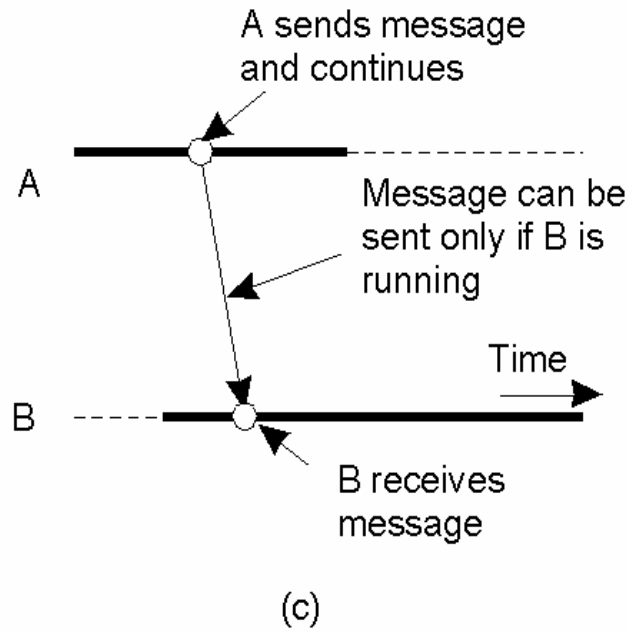 A sends message
and continues
A
Message can be
sent only if B is
running
Time
B
B receives
message
(c)